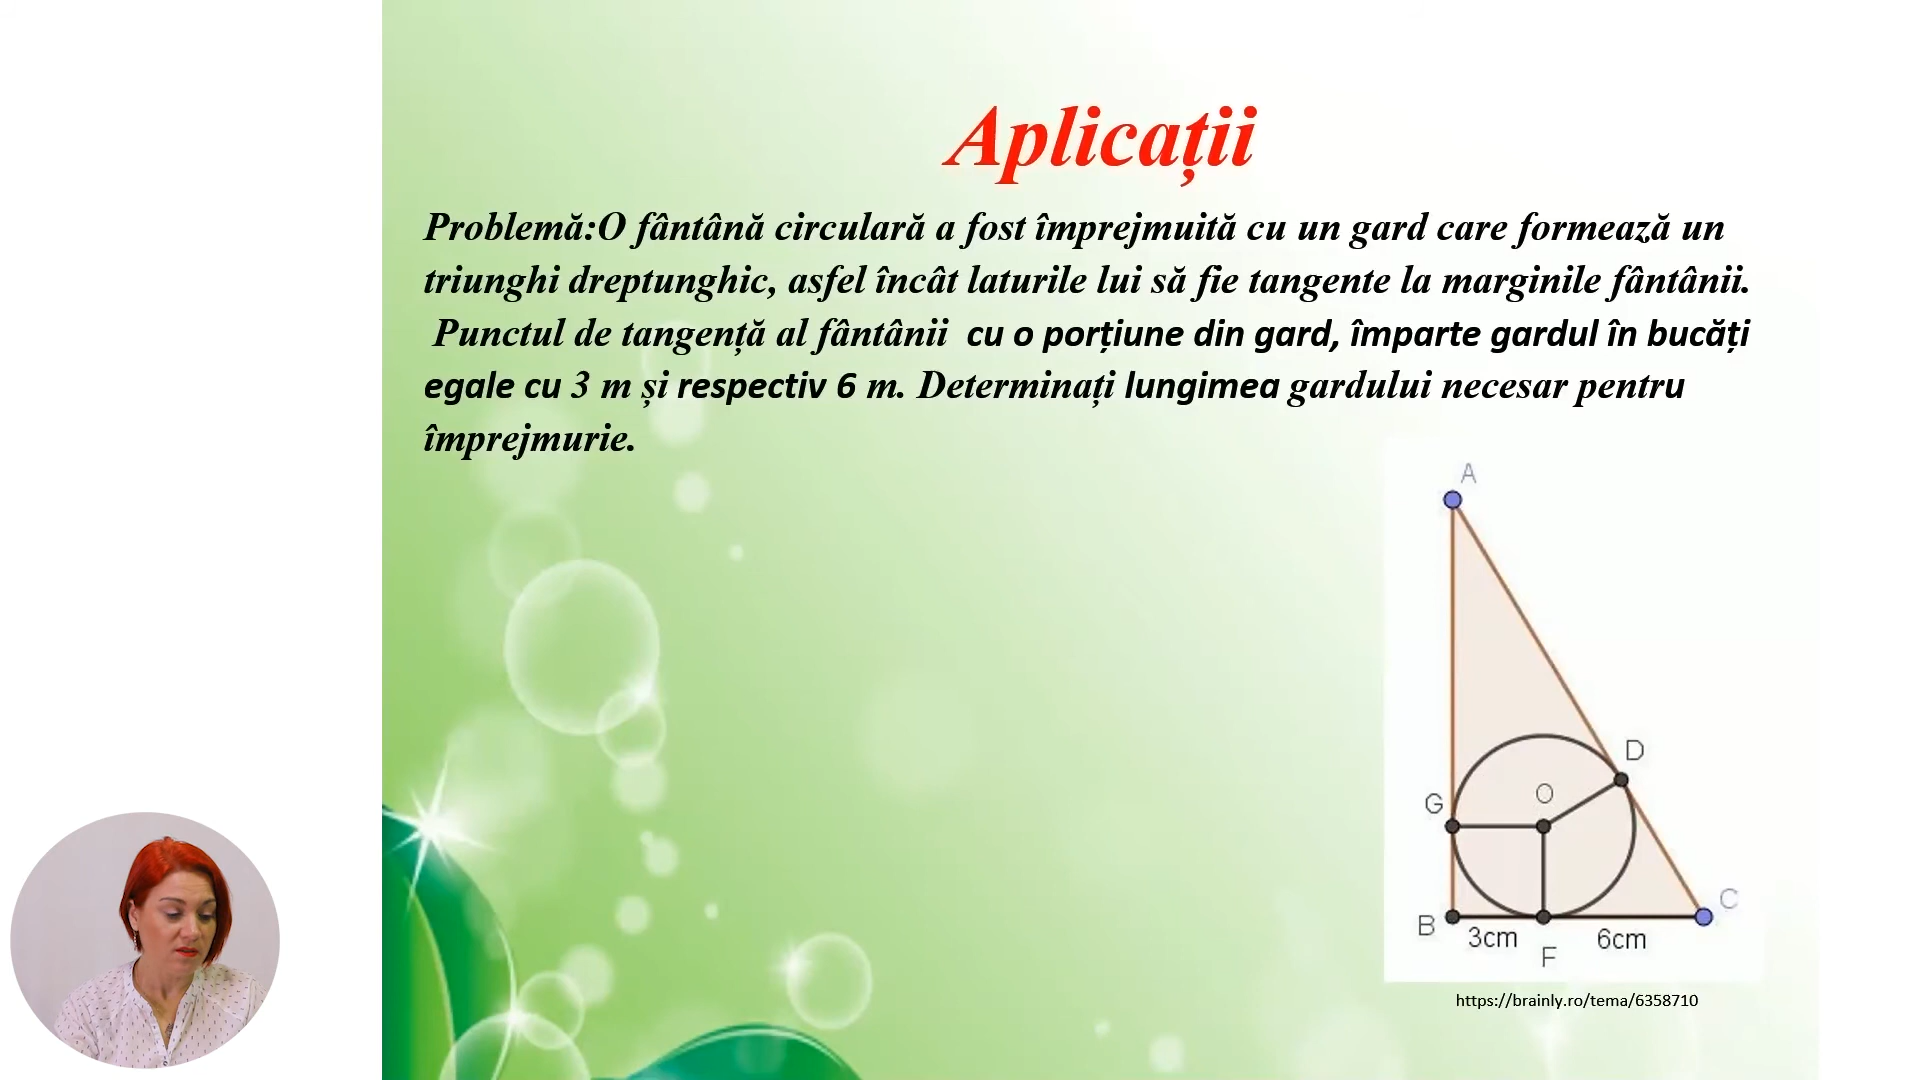 Aplicații
Problemă:O fântână circulară a fost împrejmuită cu un gard care formează un
triunghi dreptunghic, asfel încât laturile lui să fie tangente la marginile fântânii.
Punctul de tangență al fântânii cu o porțiune din gard, împarte gardul în bucăți
egale cu 3 m și respectiv 6 m. Determinați lungimea gardului necesar pentru
împrejmurie.
A
D
O
G
C
B
3cm
6cm
F
https://brainly.ro/tema/6358710